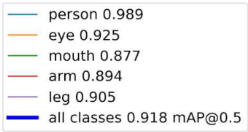 person 0.989
eye 0.925
mouth 0.877
arm 0.894
leg 0.905
all classes 0.918 mAP@0.5